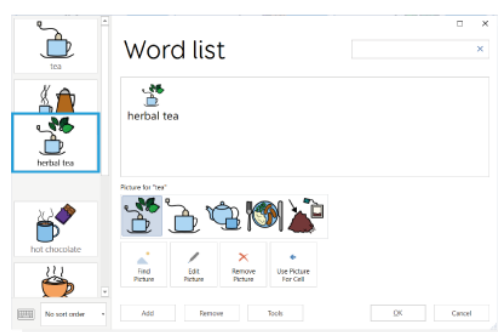 tea
herbal tea
hot chocolate
No sort order
Word list
herbal tea
Picture for "tea"
Find Picture
Edit Picture
Remove Picture
Use Picture For Cell
Add
Remove
Tools
OK
Cancel